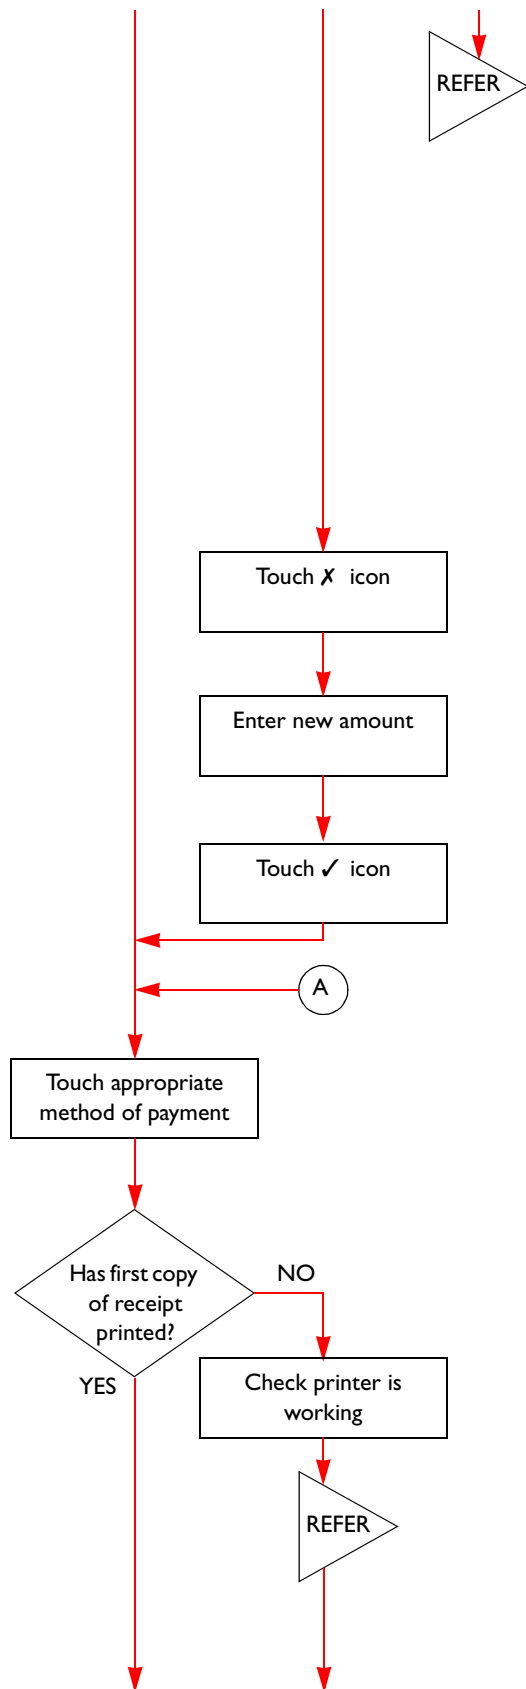 REFER
Touch ✗ icon
Enter new amount
Touch ✓ icon
A
Touch appropriate
method of payment
Has first copy
of receipt
printed?
NO
YES
Check printer is
working
REFER